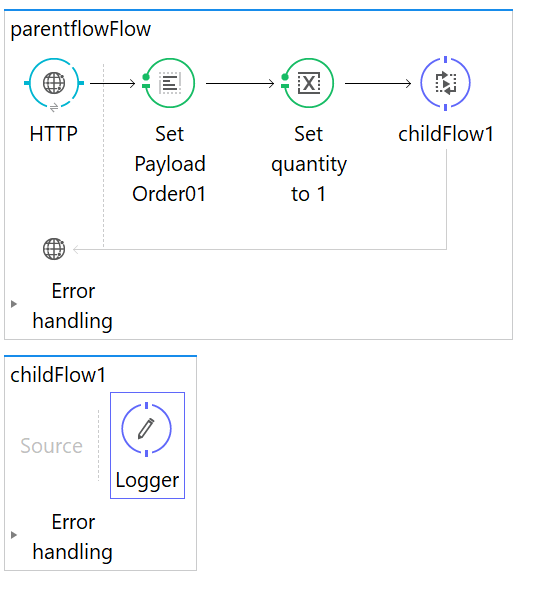 parentflowFlow
HTTP
Set
Payload
Order01
Set
quantity
to 1
childFlow1
Error
handling
childFlow1
Source
Logger
Error
handling